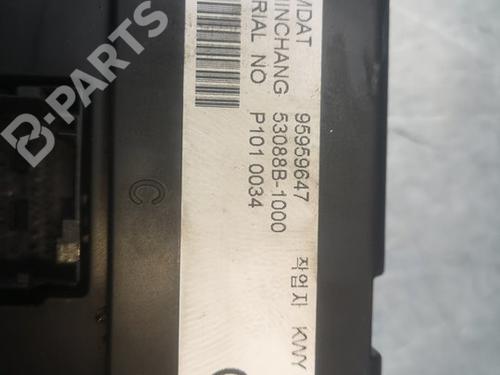 MDAT 95959647 작업자 KWY
INCHANG 53088B-1000
RIAL NO P101 0034
C
B-PARTS